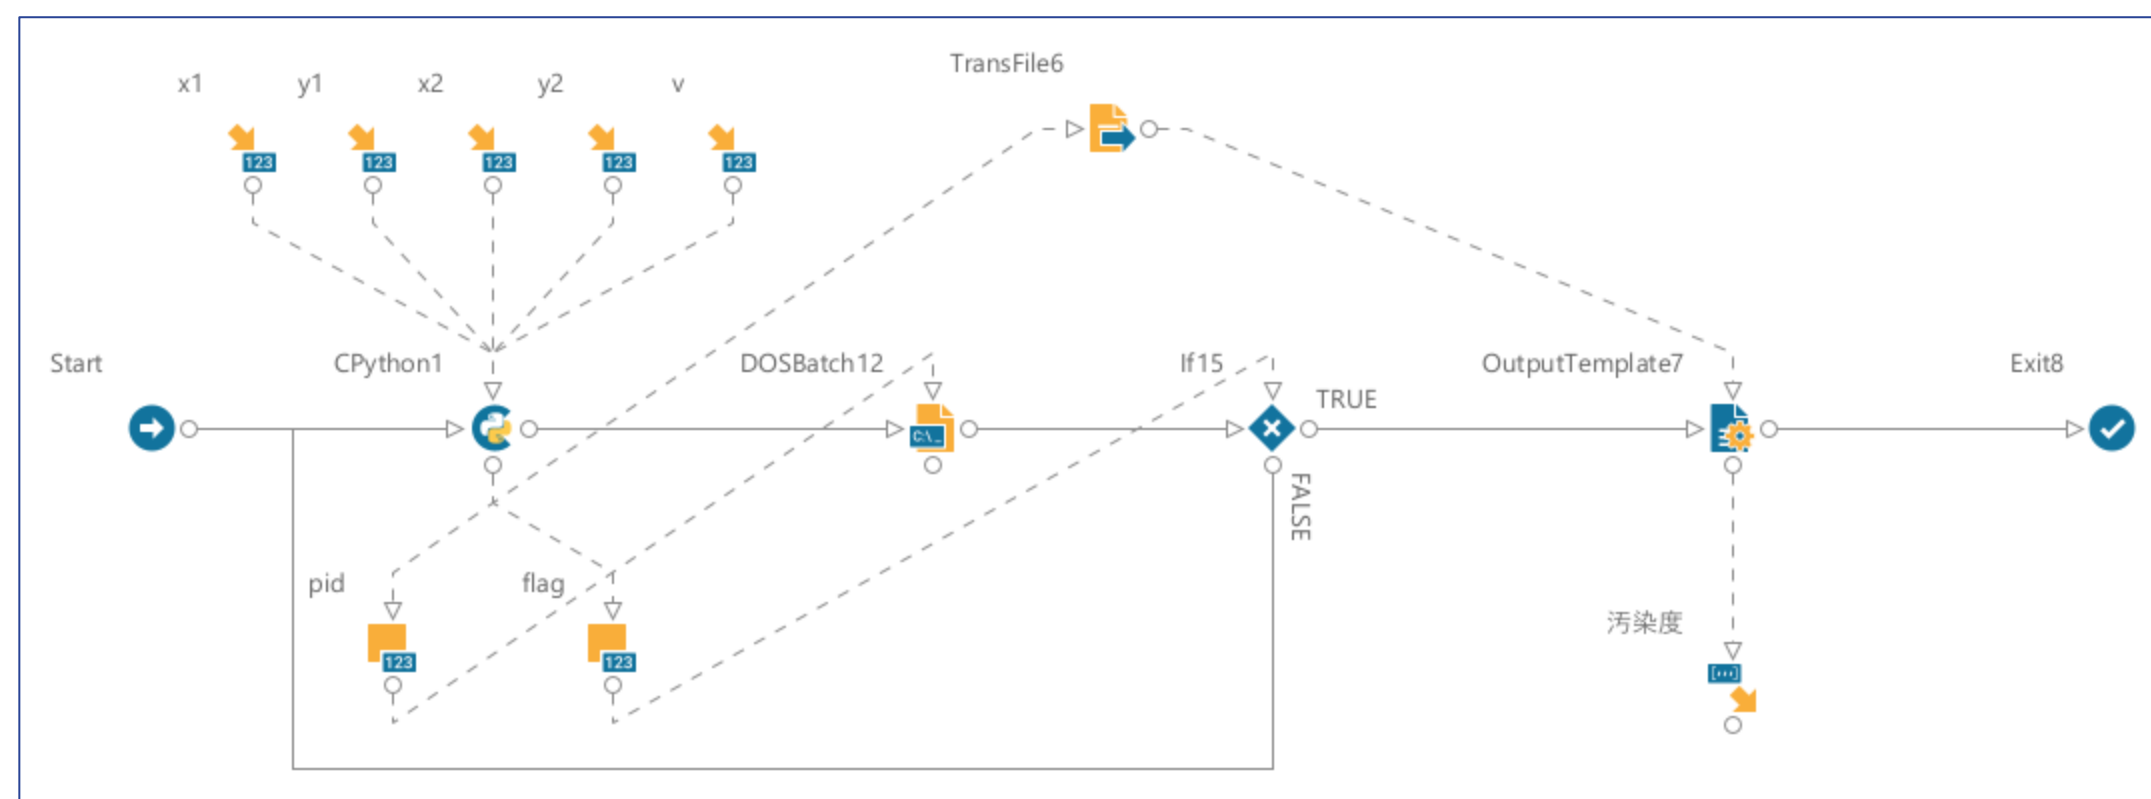 TransFile6
x1 y1 x2 y2 v
123 123 123 123 123
Start CPython1 DOSBatch12 If15 OutputTemplate7 Exit8
TRUE
C:\_
FALSE
pid flag
汚染度
123 123
[...]